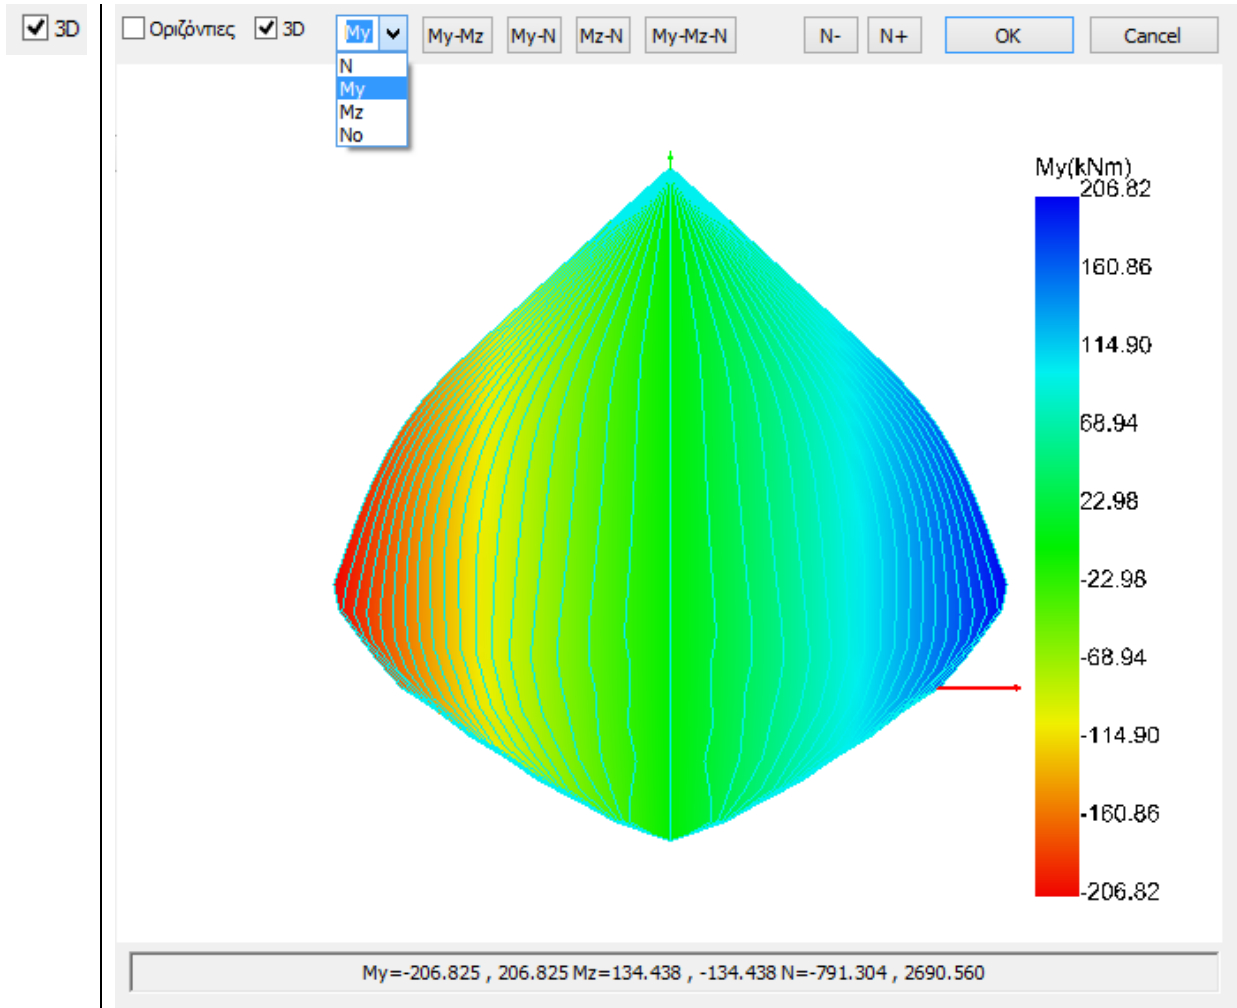 3D
Οριζόντιες 3D My My-Mz My-N Mz-N My-Mz-N N- N+ OK Cancel
N
My
Mz
No
My(kNm)
206.82
160.86
114.90
68.94
22.98
-22.98
-68.94
-114.90
-160.86
-206.82
My=-206.825 , 206.825 Mz=134.438 , -134.438 N=-791.304 , 2690.560